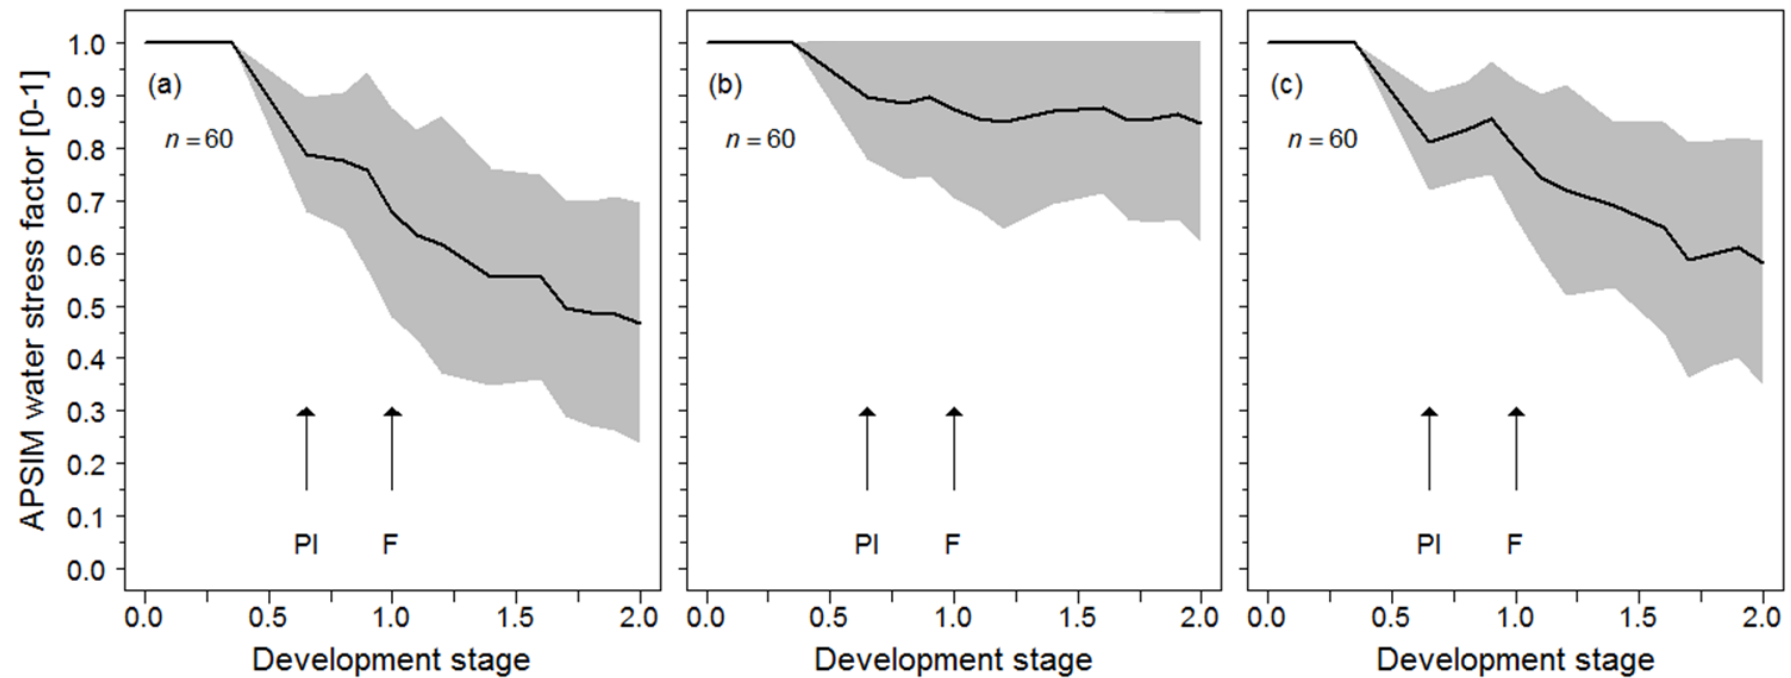 APSIM water stress factor [0-1]
1.0
0.9
0.8
0.7
0.6
0.5
0.4
0.3
0.2
0.1
0.0
(a)
n = 60
PI F
0.0 0.5 1.0 1.5 2.0
Development stage
(b)
n = 60
PI F
0.0 0.5 1.0 1.5 2.0
Development stage
(c)
n = 60
PI F
0.0 0.5 1.0 1.5 2.0
Development stage